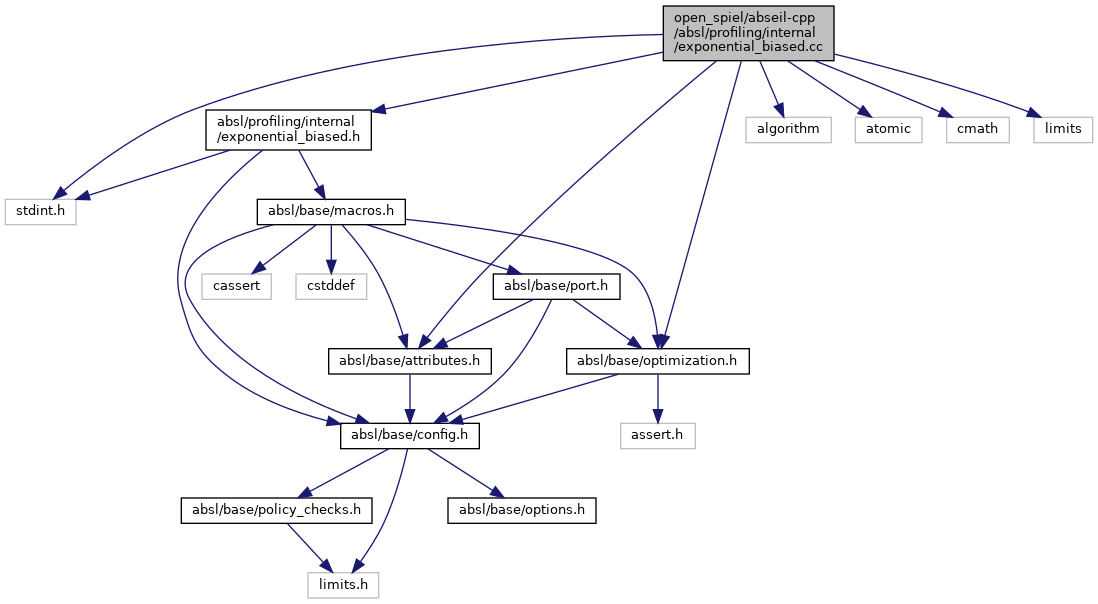 open_spiel/abseil-cpp
/absl/profiling/internal
/exponential_biased.cc
absl/profiling/internal
/exponential_biased.h
algorithm
atomic
cmath
limits
stdint.h
absl/base/macros.h
cassert
cstddef
absl/base/port.h
absl/base/attributes.h
absl/base/optimization.h
absl/base/config.h
assert.h
absl/base/policy_checks.h
absl/base/options.h
limits.h